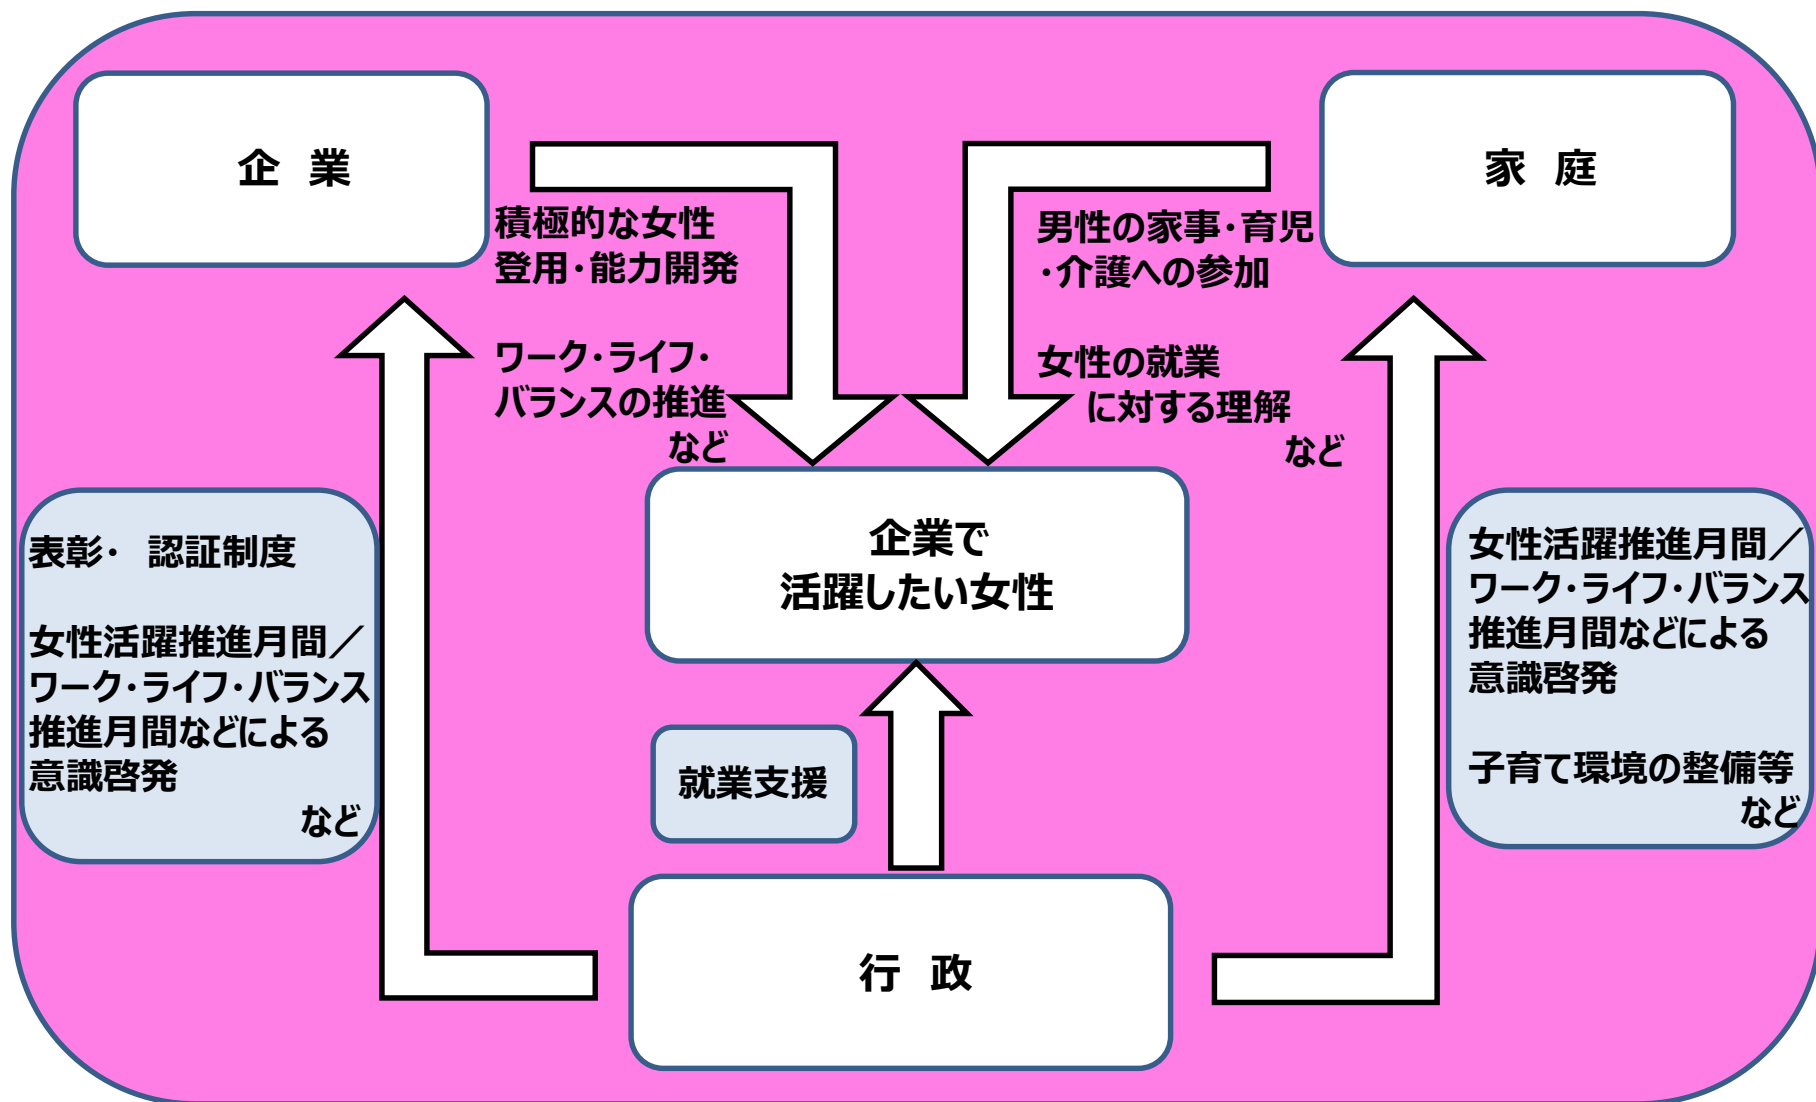 企　業
家　庭
積極的な女性
登用・能力開発
ワーク・ライフ・
バランスの推進
など
男性の家事・育児
・介護への参加
女性の就業
に対する理解
など
企業で
活躍したい女性
表彰・　認証制度
女性活躍推進月間／
ワーク・ライフ・バランス
推進月間などによる
意識啓発
など
女性活躍推進月間／
ワーク・ライフ・バランス
推進月間などによる
意識啓発
子育て環境の整備等
など
就業支援
行　政